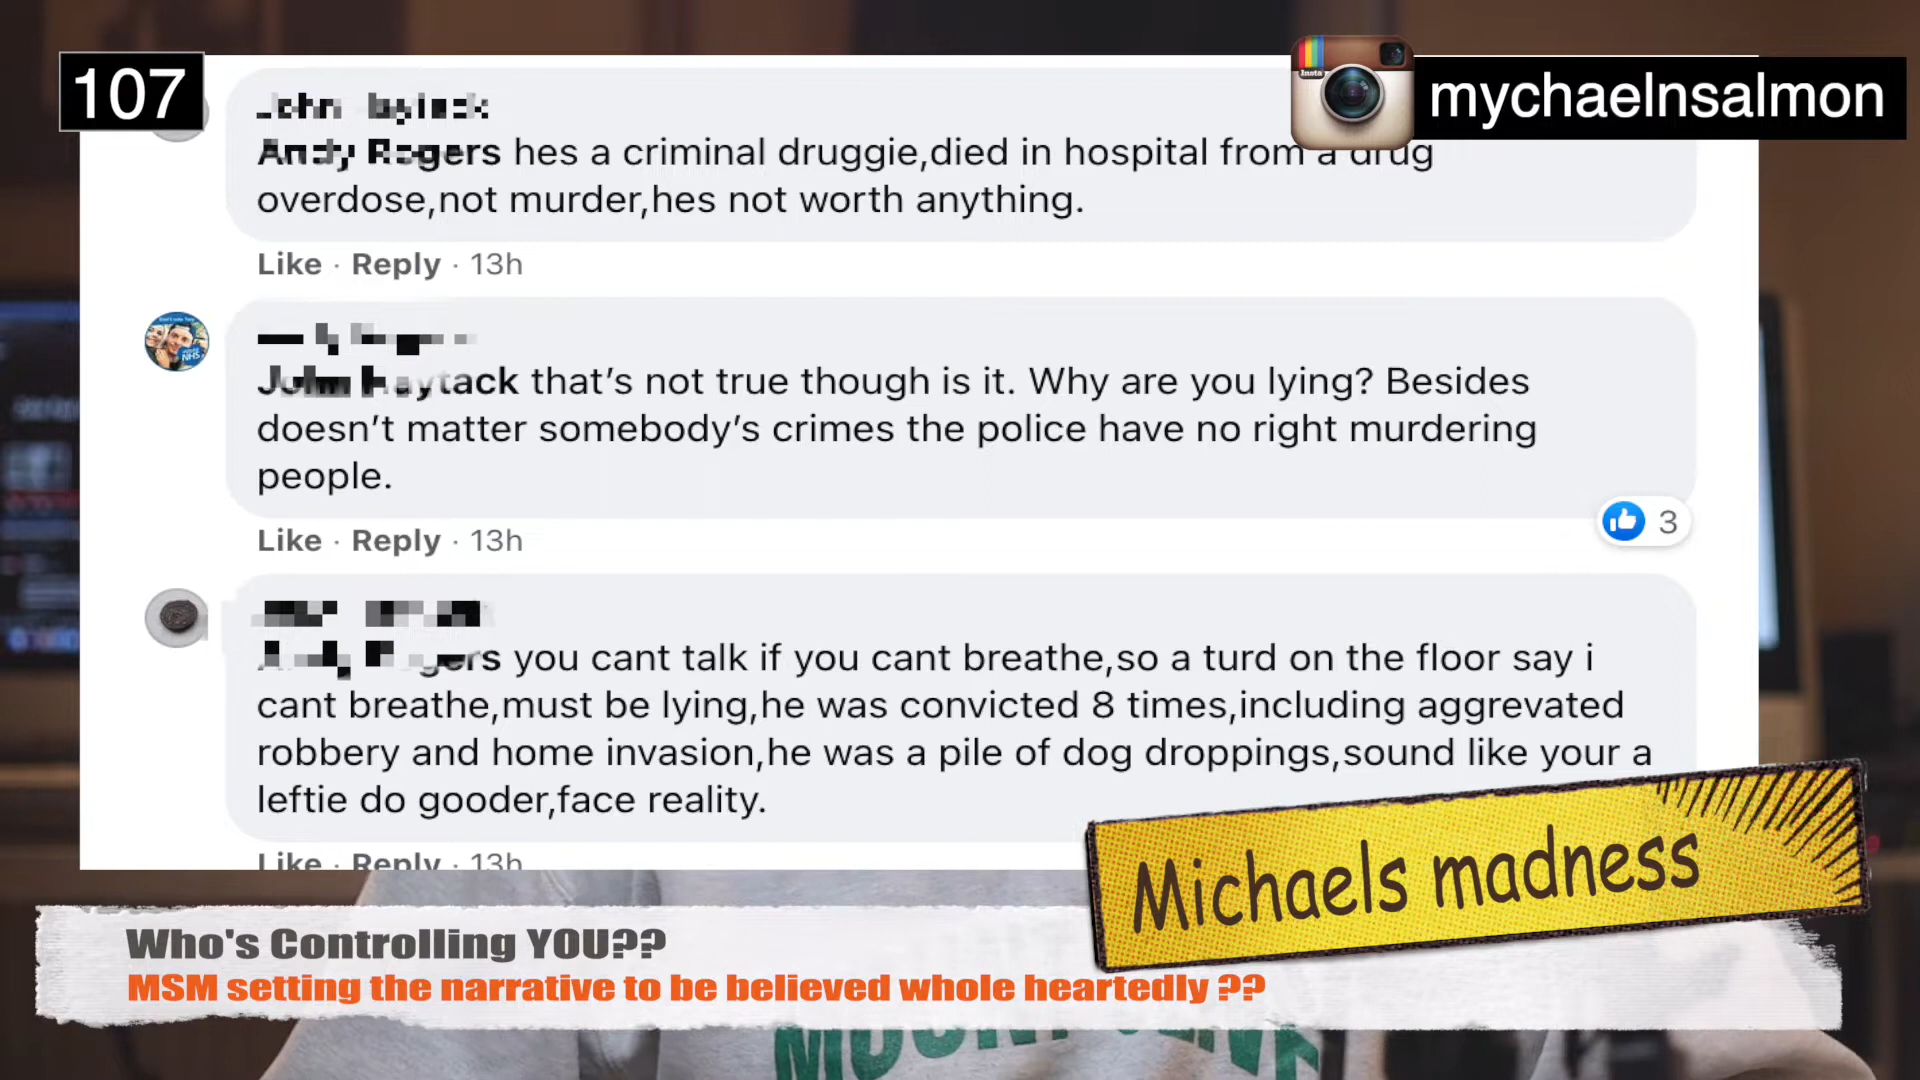 107
mychaelnsalmon
Insta
hes a criminal druggie,died in hospital from a drug
overdose,not murder,hes not worth anything.
Like · Reply · 13h
NHS
that's not true though is it. Why are you lying? Besides
doesn't matter somebody's crimes the police have no right murdering
people.
3
Like · Reply · 13h
you cant talk if you cant breathe,so a turd on the floor say i
cant breathe,must be lying,he was convicted 8 times,including aggrevated
robbery and home invasion,he was a pile of dog droppings,sound like your a
leftie do gooder,face reality.
Like · Reply · 13h
Michaels madness
Who's Controlling YOU??
MSM setting the narrative to be believed whole heartedly ??